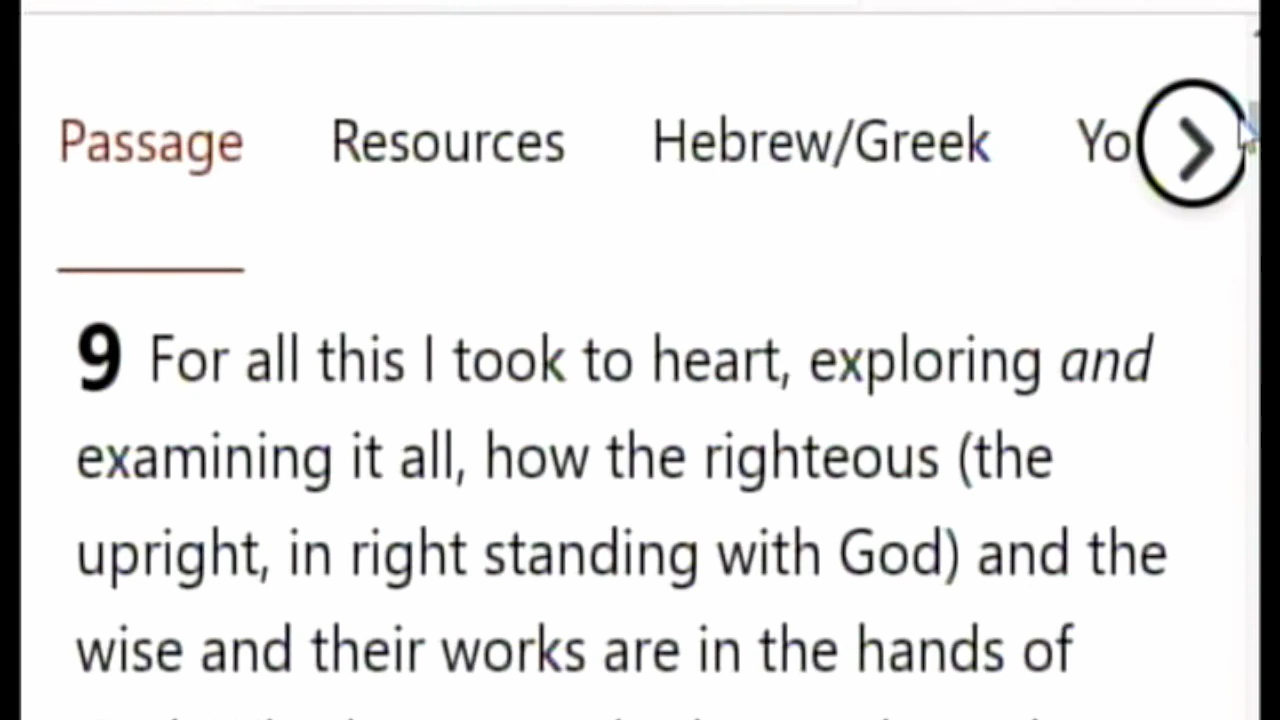 Passage Resources Hebrew/Greek Yo
9 For all this I took to heart, exploring and
examining it all, how the righteous (the
upright, in right standing with God) and the
wise and their works are in the hands of